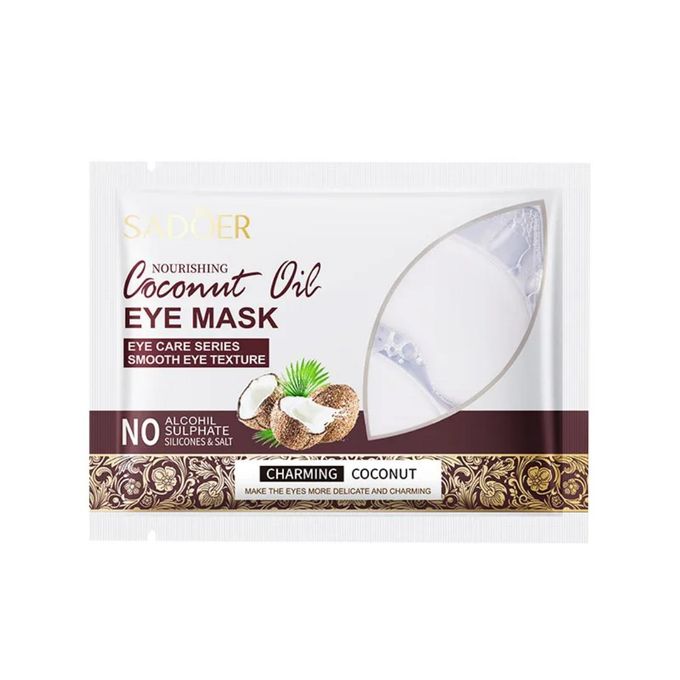 SADOER
NOURISHING
Coconut Oil
EYE MASK
EYE CARE SERIES
SMOOTH EYE TEXTURE
NO
ALCOHIL
SULPHATE
SILICONES & SALT
CHARMING COCONUT
MAKE THE EYES MORE DELICATE AND CHARMING